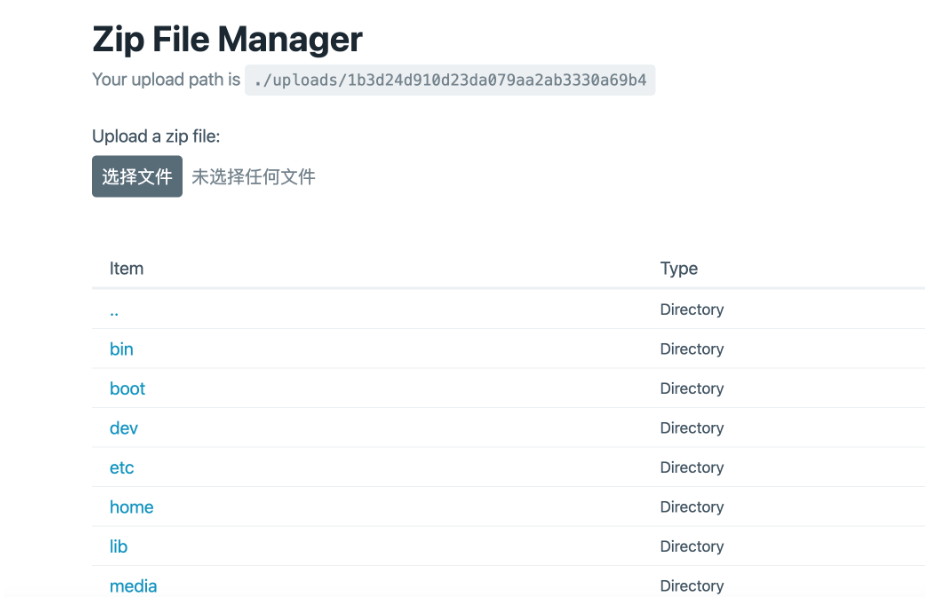 Zip File Manager
Your upload path is ./uploads/1b3d24d910d23da079aa2ab3330a69b4
Upload a zip file:
选择文件 未选择任何文件
Item Type
.. Directory
bin Directory
boot Directory
dev Directory
etc Directory
home Directory
lib Directory
media Directory